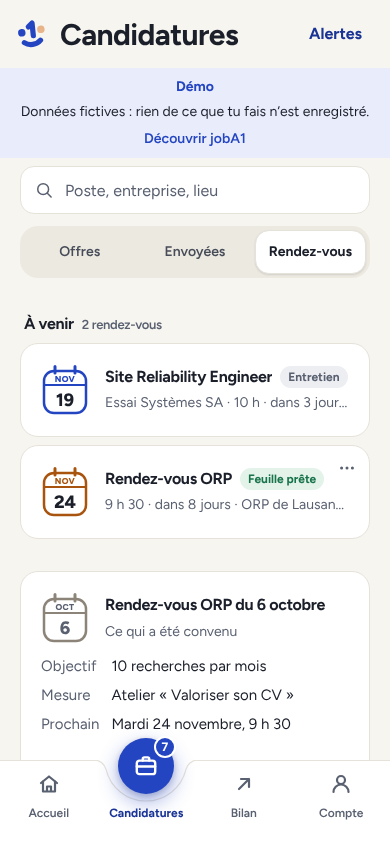 Candidatures
Alertes
Démo
Données fictives : rien de ce que tu fais n'est enregistré.
Découvrir jobA1
Poste, entreprise, lieu
Offres
Envoyées
Rendez-vous
À venir 2 rendez-vous
NOV
19
Site Reliability Engineer Entretien
Essai Systèmes SA · 10 h · dans 3 jour…
NOV
24
Rendez-vous ORP Feuille prête
9 h 30 · dans 8 jours · ORP de Lausan…
OCT
6
Rendez-vous ORP du 6 octobre
Ce qui a été convenu
Objectif 10 recherches par mois
Mesure Atelier « Valoriser son CV »
Prochain Mardi 24 novembre, 9 h 30
7
Accueil
Candidatures
Bilan
Compte